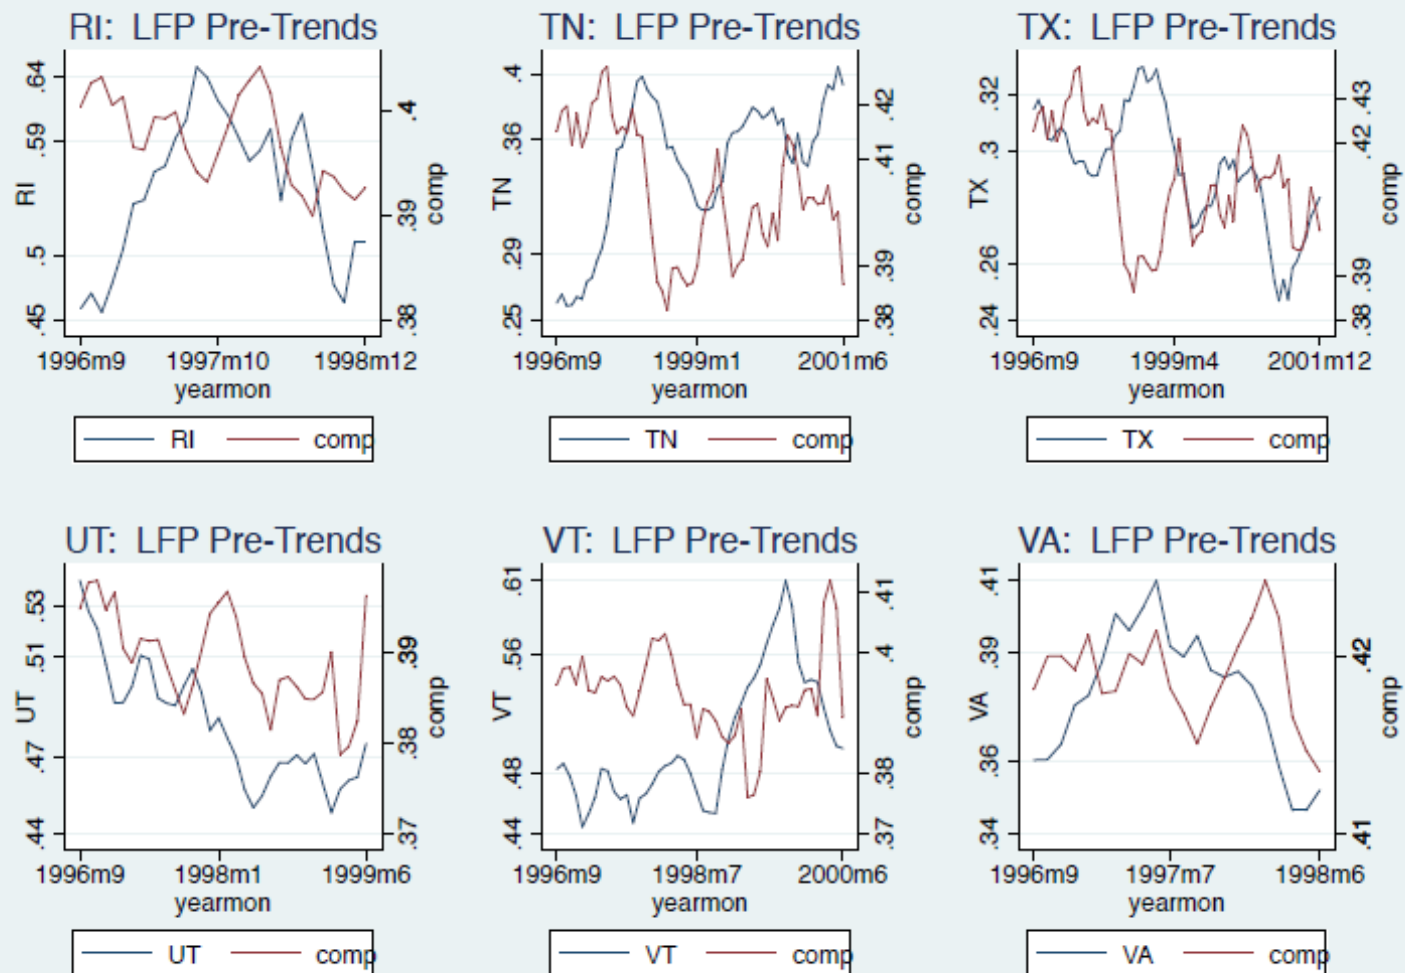 RI: LFP Pre-Trends
.64
.59
.5
.45
RI
.4
.39
.38
comp
1996m9 1997m10 1998m12
yearmon
RI comp
TN: LFP Pre-Trends
.4
.36
.29
.25
TN
.42
.41
.39
.38
comp
1996m9 1999m1 2001m6
yearmon
TN comp
TX: LFP Pre-Trends
.32
.3
.26
.24
TX
.43
.42
.39
.38
comp
1996m9 1999m4 2001m12
yearmon
TX comp
UT: LFP Pre-Trends
.53
.51
.47
.44
UT
.39
.38
.37
comp
1996m9 1998m1 1999m6
yearmon
UT comp
VT: LFP Pre-Trends
.61
.56
.48
.44
VT
.41
.4
.38
.37
comp
1996m9 1998m7 2000m6
yearmon
VT comp
VA: LFP Pre-Trends
.41
.39
.36
.34
VA
.42
.41
comp
1996m9 1997m7 1998m6
yearmon
VA comp